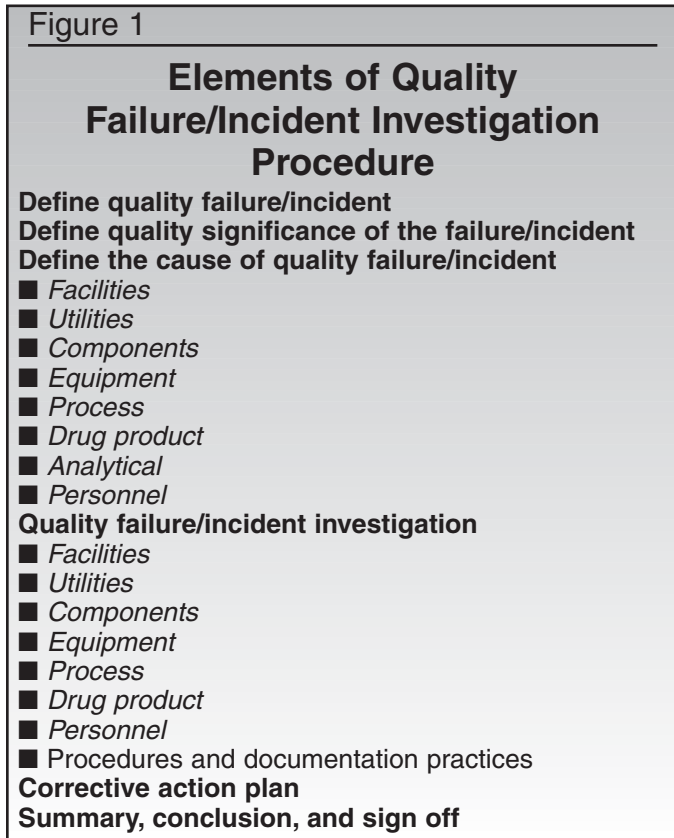 Figure 1
Elements of Quality
Failure/Incident Investigation
Procedure
Define quality failure/incident
Define quality significance of the failure/incident
Define the cause of quality failure/incident
■ Facilities
■ Utilities
■ Components
■ Equipment
■ Process
■ Drug product
■ Analytical
■ Personnel
Quality failure/incident investigation
■ Facilities
■ Utilities
■ Components
■ Equipment
■ Process
■ Drug product
■ Personnel
■ Procedures and documentation practices
Corrective action plan
Summary, conclusion, and sign off